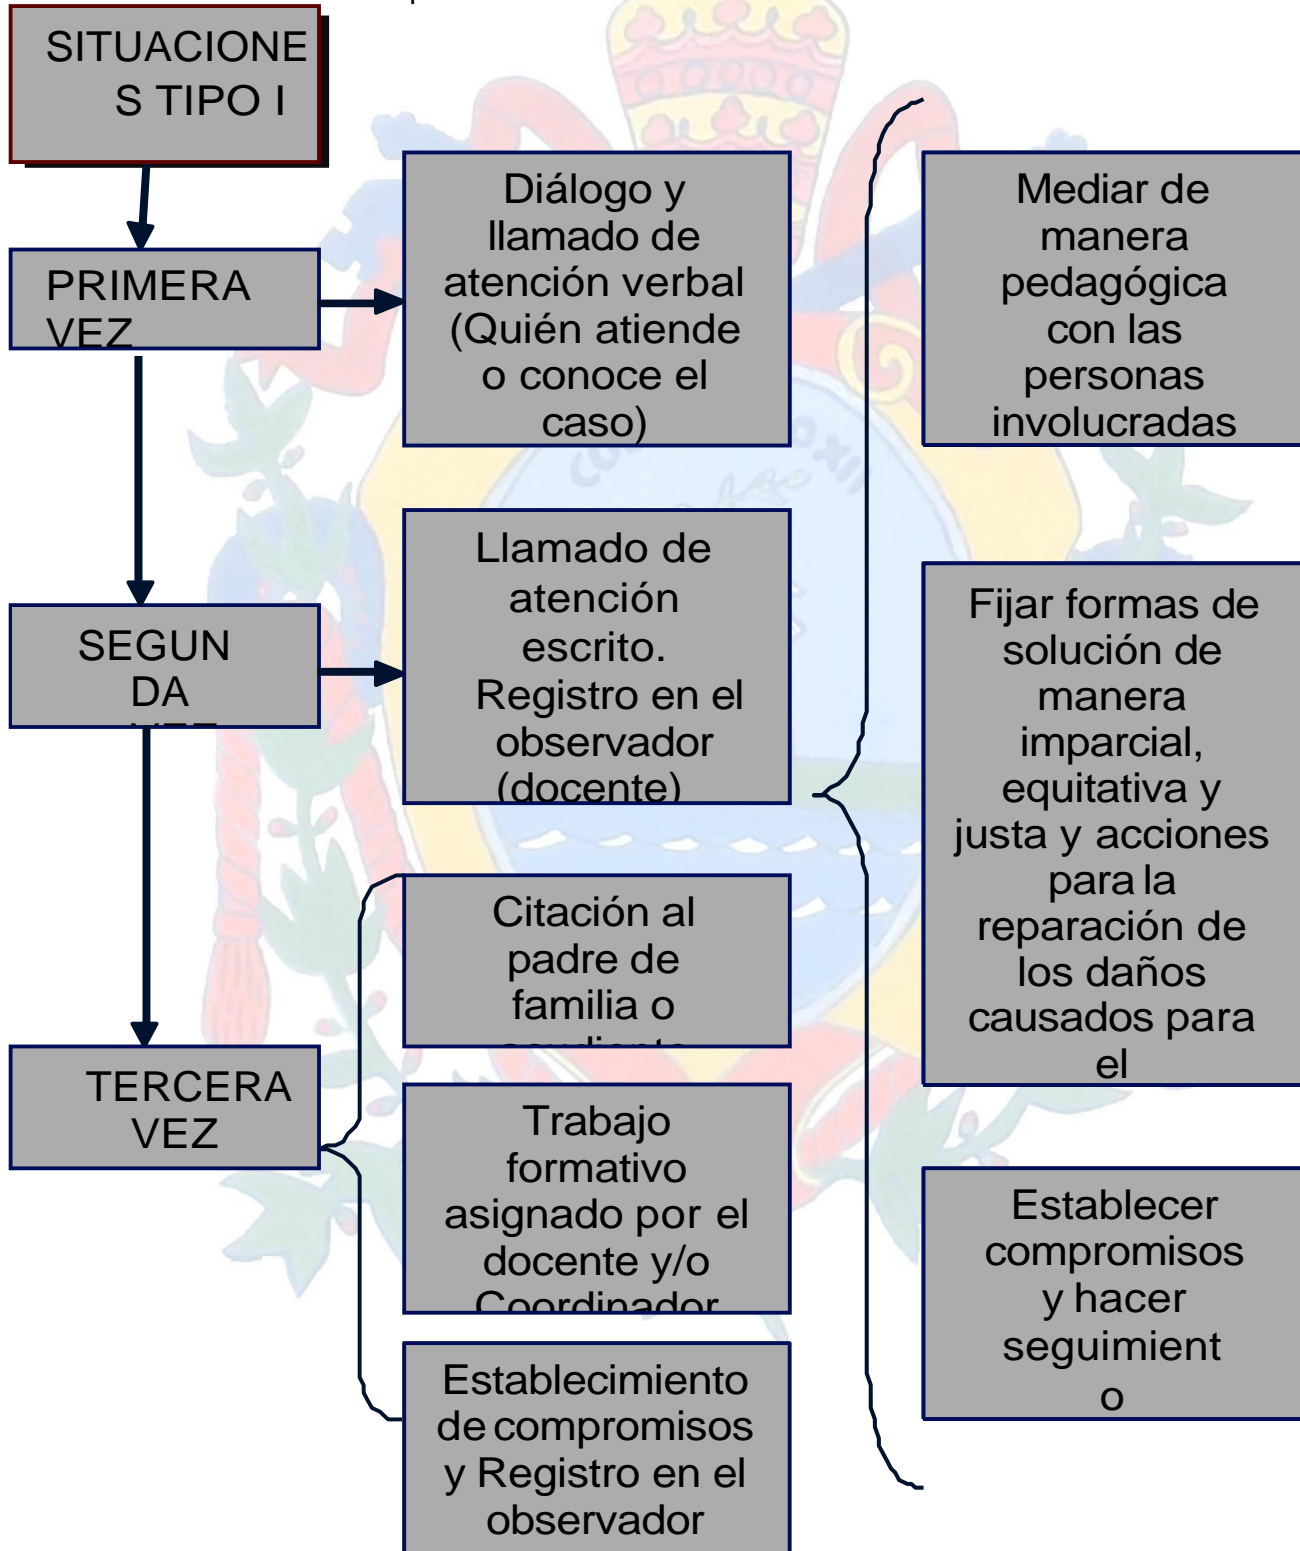 SITUACIONE
S TIPO I
PRIMERA
VEZ
Diálogo y
llamado de
atención verbal
(Quién atiende
o conoce el
caso)
SEGUN
DA
VEZ
Llamado de
atención
escrito.
Registro en el
observador
(docente)
TERCERA
VEZ
Citación al
padre de
familia o
acudiente
Trabajo
formativo
asignado por el
docente y/o
Coordinador
Establecimiento
de compromisos
y Registro en el
observador
Mediar de
manera
pedagógica
con las
personas
involucradas
Fijar formas de
solución de
manera
imparcial,
equitativa y
justa y acciones
para la
reparación de
los daños
causados para
el
Establecer
compromisos
y hacer
seguimient
o